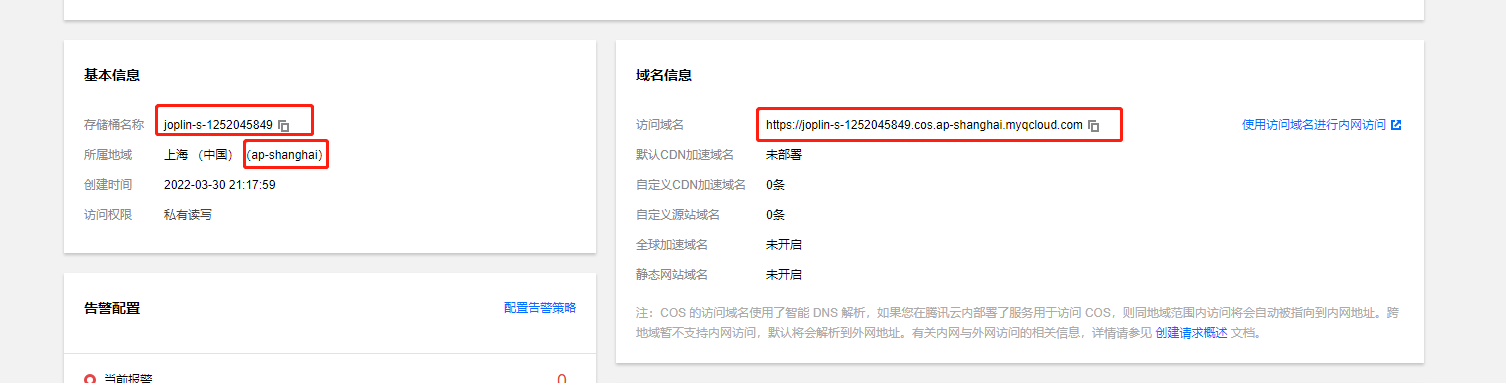 基本信息
存储桶名称 joplin-s-1252045849
所属地域 上海 （中国）（ap-shanghai）
创建时间 2022-03-30 21:17:59
访问权限 私有读写
告警配置 配置告警策略
当前报警 0
域名信息
访问域名 https://joplin-s-1252045849.cos.ap-shanghai.myqcloud.com 使用访问域名进行内网访问
默认CDN加速域名 未部署
自定义CDN加速域名 0条
自定义源站域名 0条
全球加速域名 未开启
静态网站域名 未开启
注：COS 的访问域名使用了智能 DNS 解析，如果您在腾讯云内部署了服务用于访问 COS，则同地域范围内访问将会自动被指向到内网地址。跨
地域暂不支持内网访问，默认将会解析到外网地址。有关内网与外网访问的相关信息，详情请参见 创建请求概述 文档。